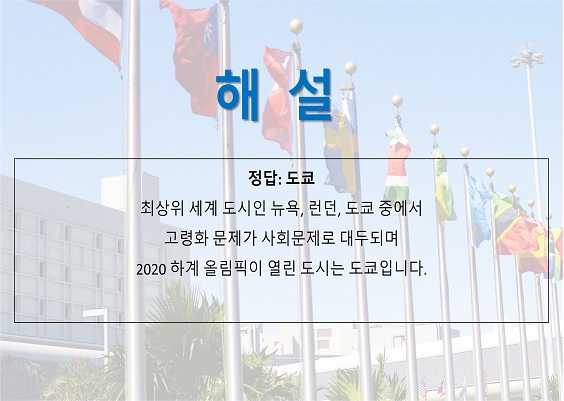 해 설
정답: 도쿄
최상위 세계 도시인 뉴욕, 런던, 도쿄 중에서
고령화 문제가 사회문제로 대두되며
2020 하계 올림픽이 열린 도시는 도쿄입니다.